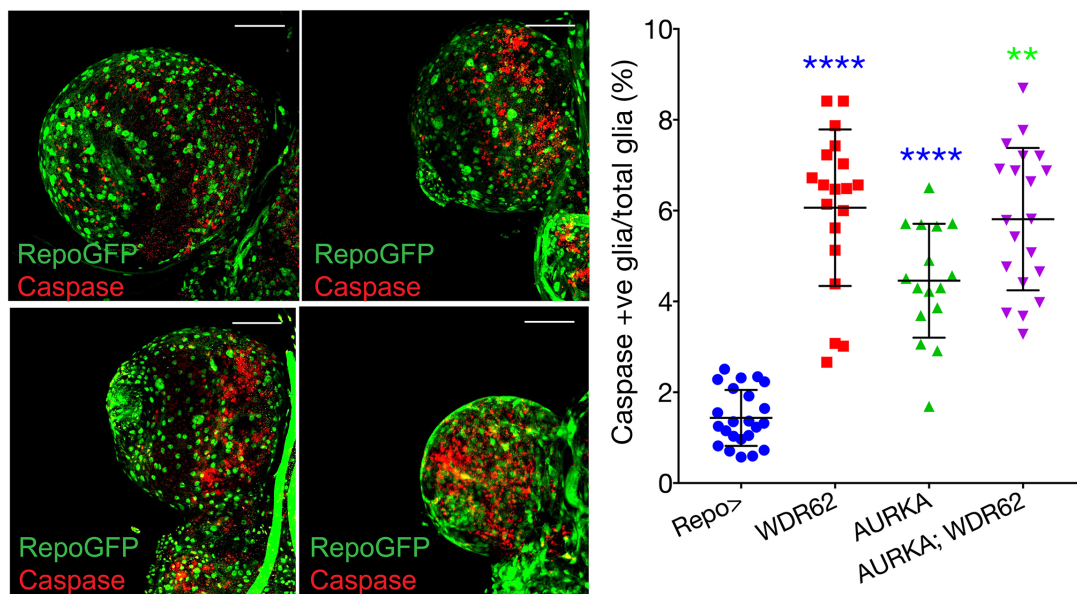 RepoGFP
Caspase
RepoGFP
Caspase
RepoGFP
Caspase
RepoGFP
Caspase
Caspase +ve glia/total glia (%)
10
8
6
4
2
0
****
****
**
Repo>
WDR62
AURKA
AURKA; WDR62